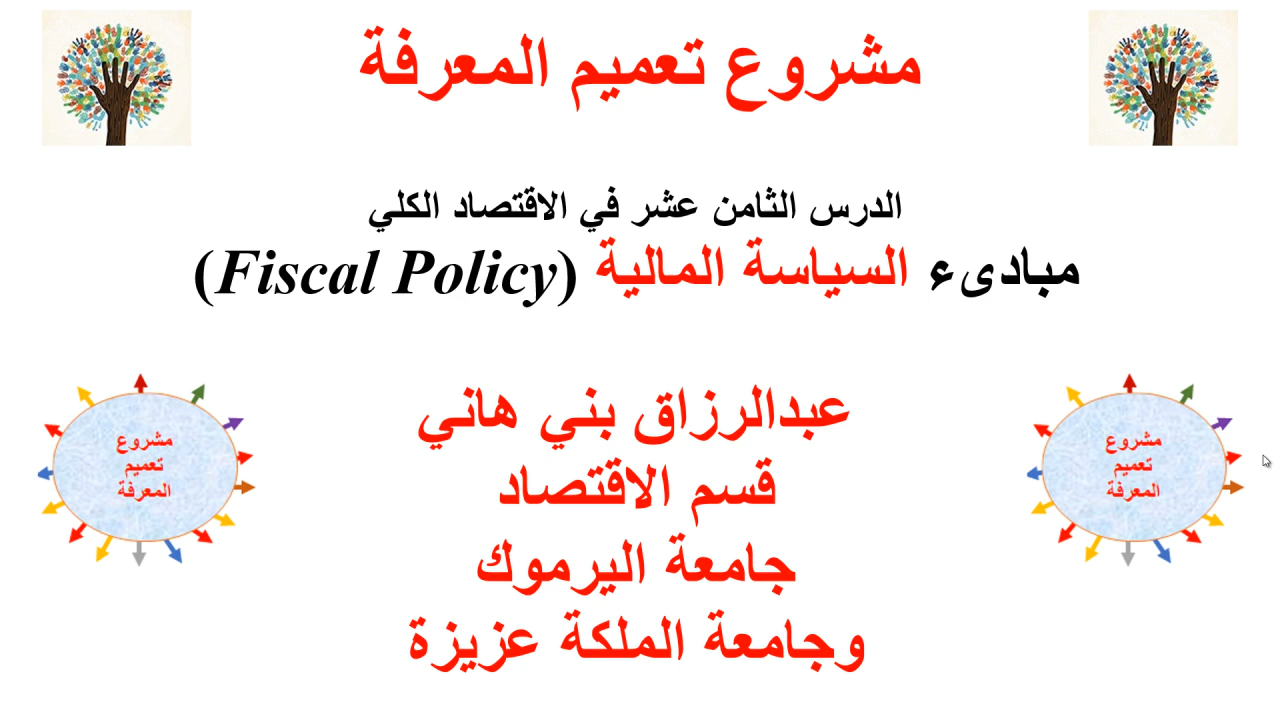 مشروع تعميم المعرفة
الدرس الثامن عشر في الاقتصاد الكلي
مبادىء السياسة المالية (Fiscal Policy)
عبدالرزاق بني هاني
قسم الاقتصاد
جامعة اليرموك
وجامعة الملكة عزيزة
مشروع
تعميم
المعرفة
مشروع
تعميم
المعرفة